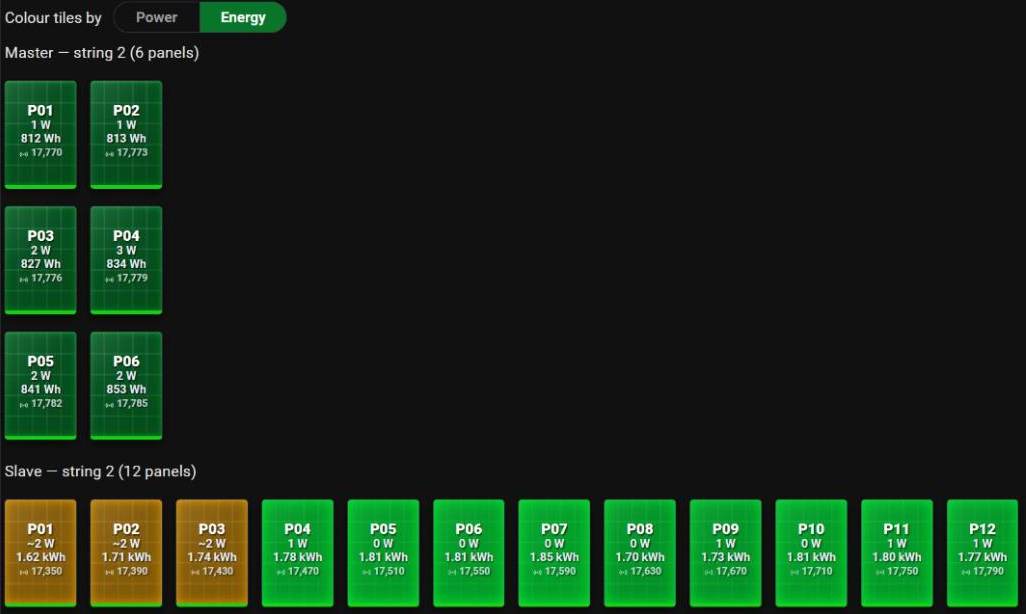 Colour tiles by Power Energy
Master — string 2 (6 panels)
P01 P02
1 W 1 W
812 Wh 813 Wh
17,770 17,773
P03 P04
2 W 3 W
827 Wh 834 Wh
17,776 17,779
P05 P06
2 W 2 W
841 Wh 853 Wh
17,782 17,785
Slave — string 2 (12 panels)
P01 P02 P03 P04 P05 P06 P07 P08 P09 P10 P11 P12
~2 W ~2 W ~2 W 1 W 0 W 0 W 0 W 0 W 1 W 0 W 1 W 1 W
1.62 kWh 1.71 kWh 1.74 kWh 1.78 kWh 1.81 kWh 1.81 kWh 1.85 kWh 1.70 kWh 1.73 kWh 1.81 kWh 1.80 kWh 1.77 kWh
17,350 17,390 17,430 17,470 17,510 17,550 17,590 17,630 17,670 17,710 17,750 17,790